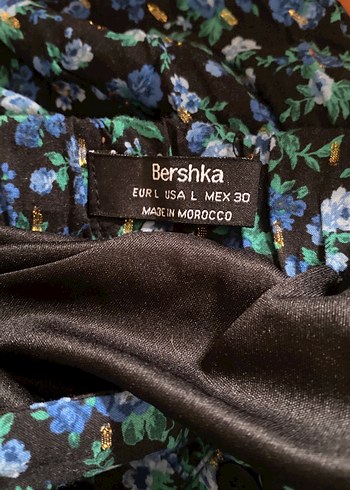 Bershka
EUR L USA L MEX 30
MADE IN MOROCCO